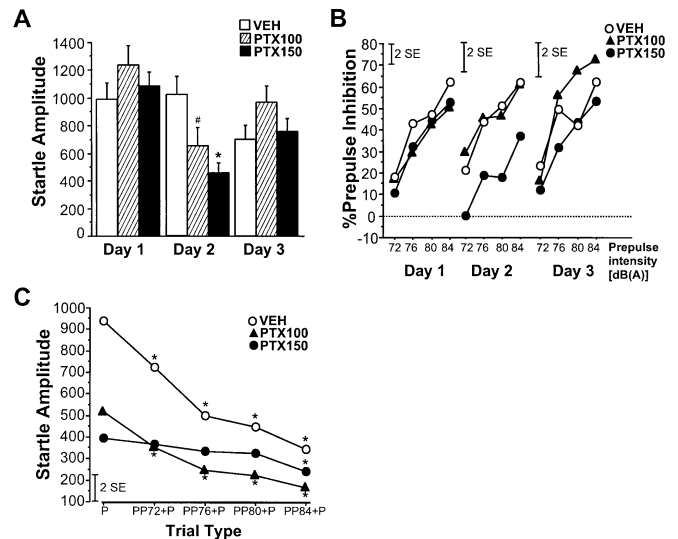 A
VEH
PTX100
PTX150
Startle Amplitude
1400
1200
1000
800
600
400
200
0
#
*
Day 1
Day 2
Day 3
B
VEH
PTX100
PTX150
%Prepulse Inhibition
80
70
60
50
40
30
20
10
0
-10
2 SE
2 SE
2 SE
72 76 80 84 72 76 80 84 72 76 80 84
Prepulse
intensity
[dB(A)]
Day 1
Day 2
Day 3
C
VEH
PTX100
PTX150
Startle Amplitude
1000
900
800
700
600
500
400
300
200
100
2 SE
*
*
*
*
*
*
*
*
*
P PP72+P PP76+P PP80+P PP84+P
Trial Type